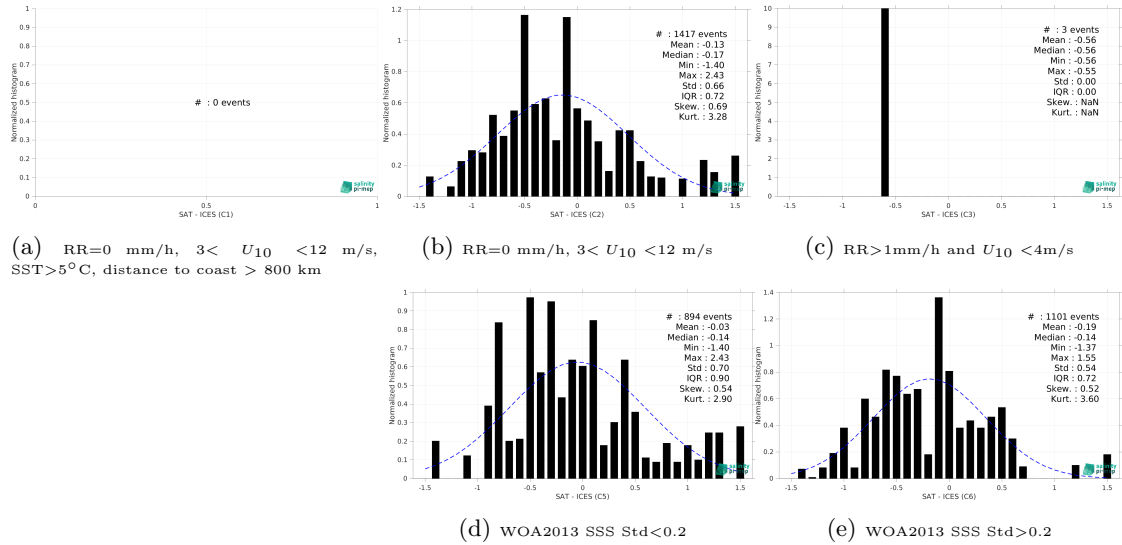 1
0.9
0.8
0.7
0.6
0.5
0.4
0.3
0.2
0.1
0
Normalized histogram
# : 0 events
0
0.5
1
SAT - ICES (C1)
salinity
pi-mep
(a) RR=0 mm/h, 3< U10 <12 m/s,
SST>5°C, distance to coast > 800 km
1.2
1
0.8
0.6
0.4
0.2
0
Normalized histogram
# : 1417 events
Mean : -0.13
Median : -0.17
Min : -1.40
Max : 2.43
Std : 0.66
IQR : 0.72
Skew. : 0.69
Kurt. : 3.28
-1.5
-1
-0.5
0
0.5
1
1.5
SAT - ICES (C2)
salinity
pi-mep
(b) RR=0 mm/h, 3< U10 <12 m/s
10
9
8
7
6
5
4
3
2
1
0
Normalized histogram
# : 3 events
Mean : -0.56
Median : -0.56
Min : -0.56
Max : -0.55
Std : 0.00
IQR : 0.00
Skew. : NaN
Kurt. : NaN
-1.5
-1
-0.5
0
0.5
1
1.5
SAT - ICES (C3)
salinity
pi-mep
(c) RR>1mm/h and U10 <4m/s
1
0.9
0.8
0.7
0.6
0.5
0.4
0.3
0.2
0.1
0
Normalized histogram
# : 894 events
Mean : -0.03
Median : -0.14
Min : -1.40
Max : 2.43
Std : 0.70
IQR : 0.90
Skew. : 0.54
Kurt. : 2.90
-1.5
-1
-0.5
0
0.5
1
1.5
SAT - ICES (C5)
salinity
pi-mep
(d) WOA2013 SSS Std<0.2
1.4
1.2
1
0.8
0.6
0.4
0.2
0
Normalized histogram
# : 1101 events
Mean : -0.19
Median : -0.14
Min : -1.37
Max : 1.55
Std : 0.54
IQR : 0.72
Skew. : 0.52
Kurt. : 3.60
-1.5
-1
-0.5
0
0.5
1
1.5
SAT - ICES (C6)
salinity
pi-mep
(e) WOA2013 SSS Std>0.2